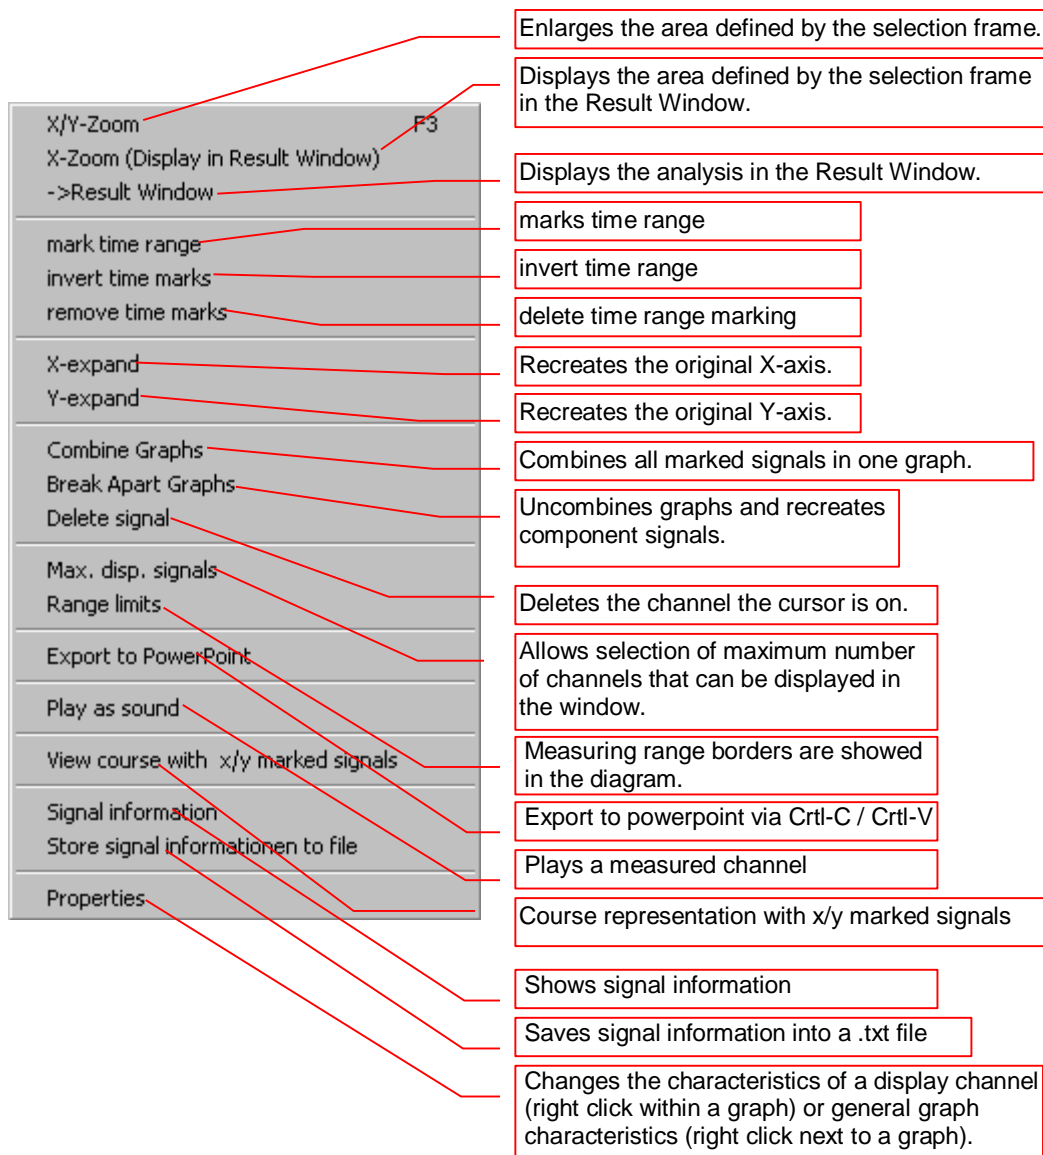 Enlarges the area defined by the selection frame.
Displays the area defined by the selection frame
in the Result Window.
Displays the analysis in the Result Window.
marks time range
invert time range
delete time range marking
Recreates the original X-axis.
Recreates the original Y-axis.
Combines all marked signals in one graph.
Uncombines graphs and recreates
component signals.
Deletes the channel the cursor is on.
Allows selection of maximum number
of channels that can be displayed in
the window.
Measuring range borders are showed
in the diagram.
Export to powerpoint via Crtl-C / Crtl-V
Plays a measured channel
Course representation with x/y marked signals
Shows signal information
Saves signal information into a .txt file
Changes the characteristics of a display channel
(right click within a graph) or general graph
characteristics (right click next to a graph).
X/Y-Zoom F3
X-Zoom (Display in Result Window)
->Result Window
mark time range
invert time marks
remove time marks
X-expand
Y-expand
Combine Graphs
Break Apart Graphs
Delete signal
Max. disp. signals
Range limits
Export to PowerPoint
Play as sound
View course with x/y marked signals
Signal information
Store signal informationen to file
Properties